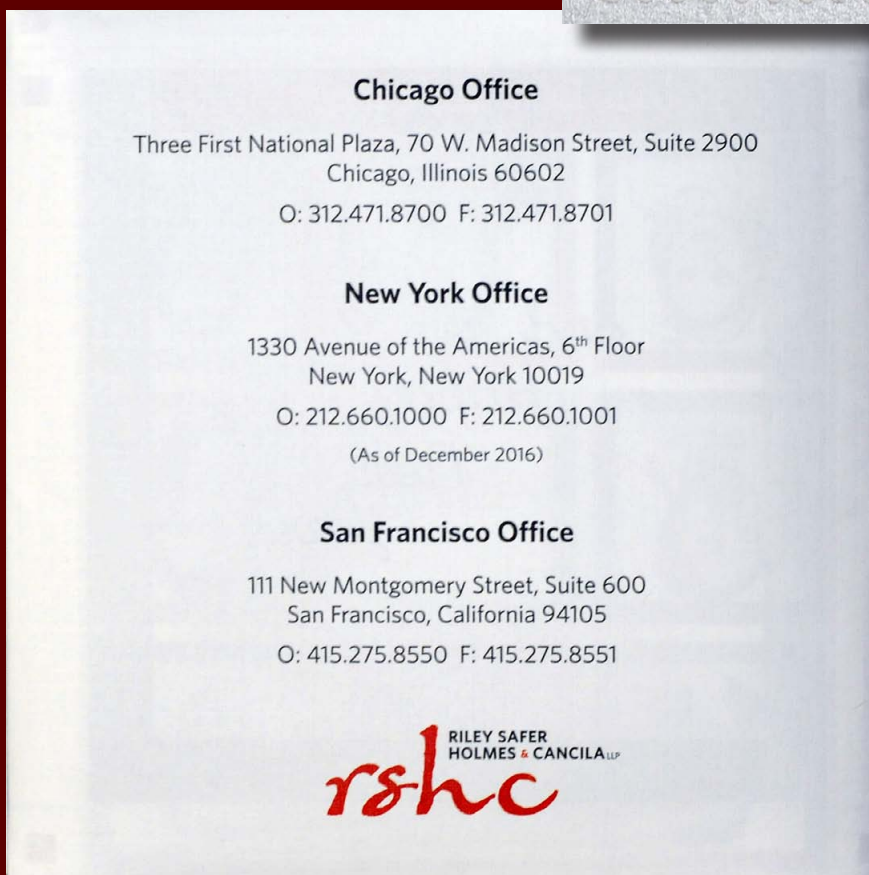 Chicago Office
Three First National Plaza, 70 W. Madison Street, Suite 2900
Chicago, Illinois 60602
O: 312.471.8700 F: 312.471.8701
New York Office
1330 Avenue of the Americas, 6th Floor
New York, New York 10019
O: 212.660.1000 F: 212.660.1001
(As of December 2016)
San Francisco Office
111 New Montgomery Street, Suite 600
San Francisco, California 94105
O: 415.275.8550 F: 415.275.8551
RILEY SAFER
HOLMES & CANCILA LLP
rshc